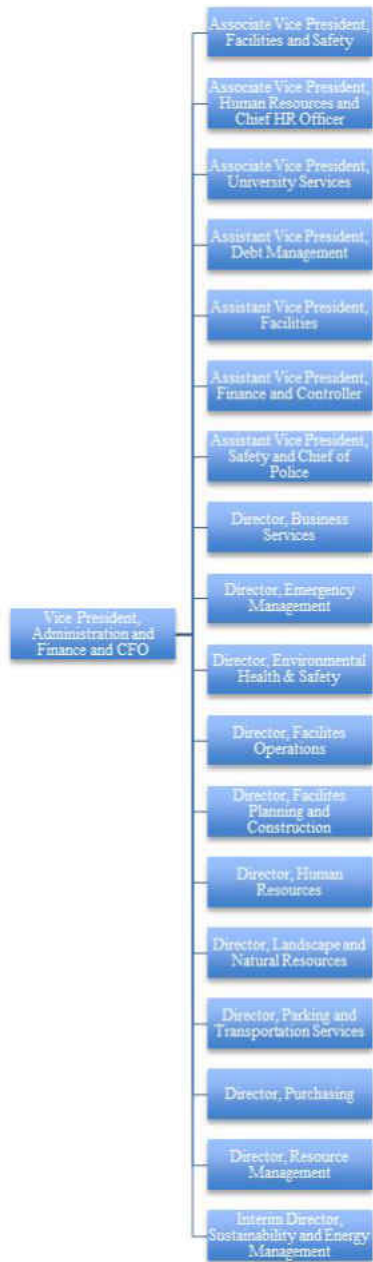 Associate Vice President,
Facilities and Safety
Associate Vice President,
Human Resources and
Chief HR Officer
Associate Vice President,
University Services
Assistant Vice President,
Debt Management
Assistant Vice President,
Facilities
Assistant Vice President,
Finance and Controller
Assistant Vice President,
Safety and Chief of
Police
Director, Business
Services
Director, Emergency
Management
Vice President,
Administration and
Finance and CFO
Director, Environmental
Health & Safety
Director, Facilites
Operations
Director, Facilites
Planning and
Construction
Director, Human
Resources
Director, Landscape and
Natural Resources
Director, Parking and
Transportation Services
Director, Purchasing
Director, Resource
Management
Interim Director,
Sustainability and Energy
Management